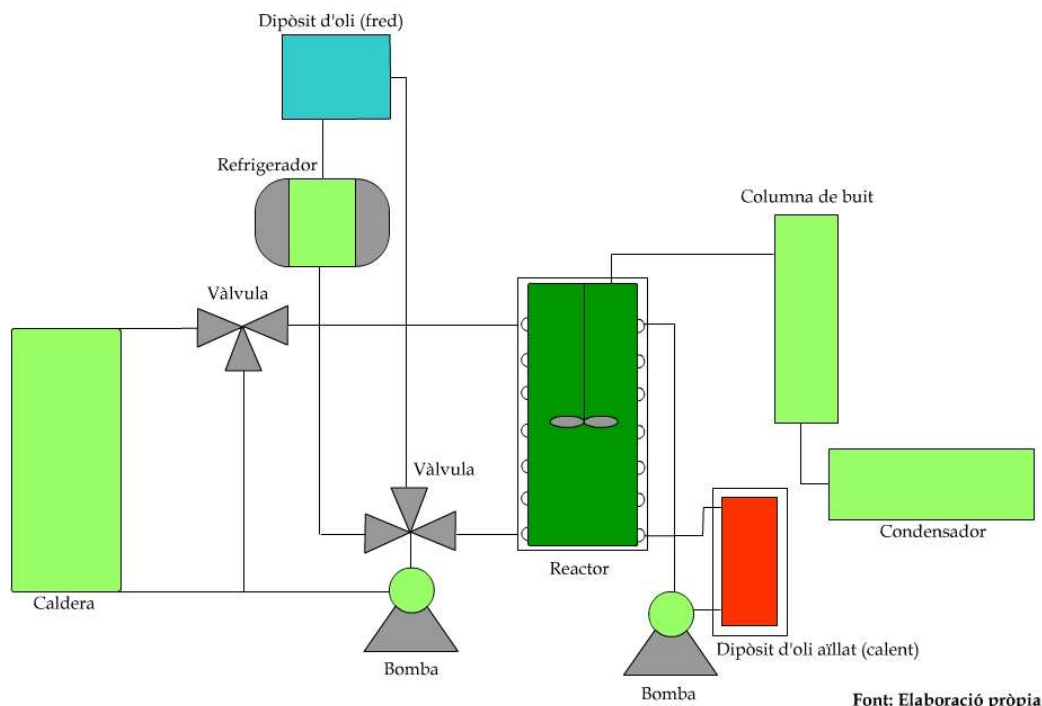 Dipòsit d'oli (fred)
Refrigerador
Columna de buit
Vàlvula
Vàlvula
Condensador
Reactor
Caldera
Dipòsit d'oli aïllat (calent)
Bomba
Bomba
Font: Elaboració pròpia